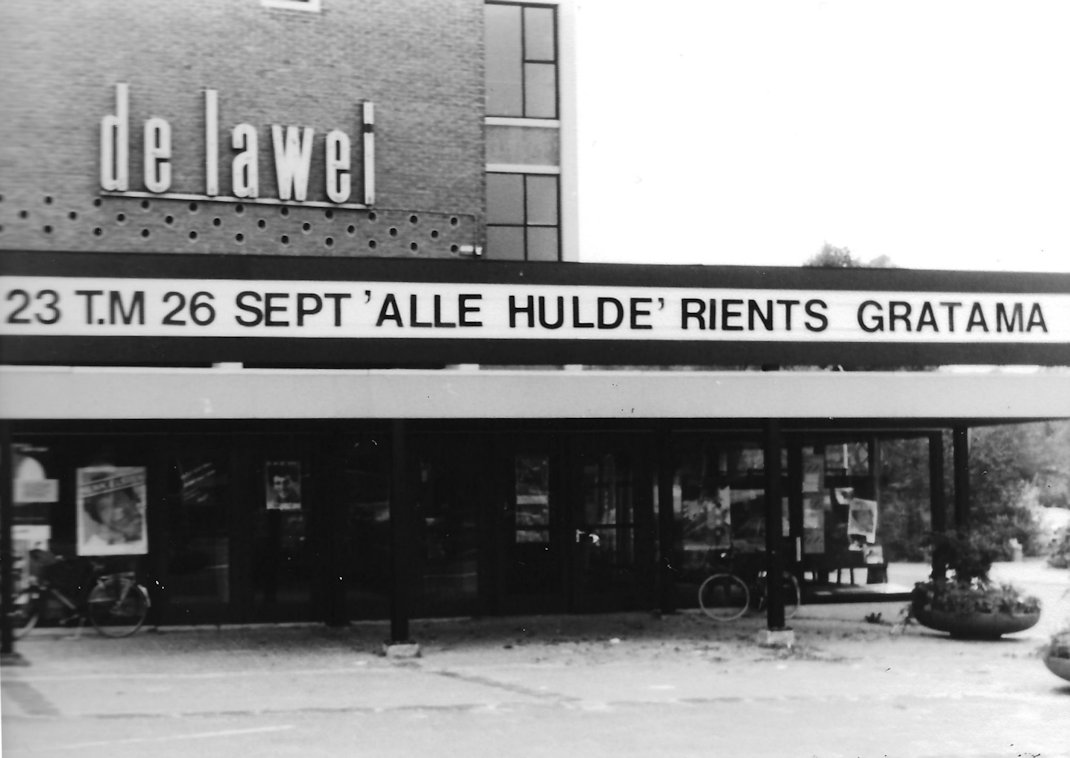 de lawei
23 T.M 26 SEPT 'ALLE HULDE' RIENTS GRATAMA